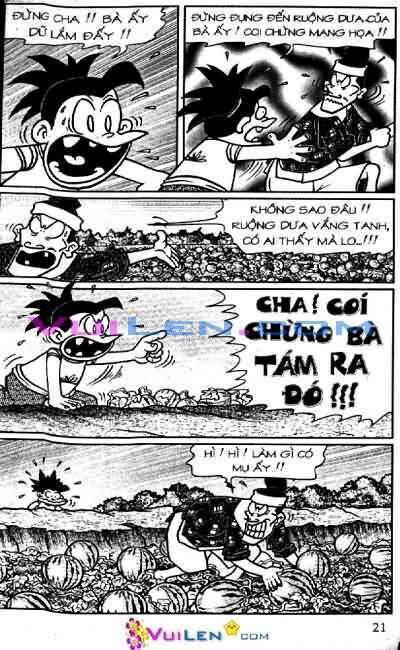 ĐỪNG CHA!! BÀ ẤY
DỮ LẮM ĐẤY!!
ĐỪNG ĐỤNG ĐẾN RUỘNG DƯA CỦA
BÀ ẤY! COI CHỪNG MANG HỌA!!
KHÔNG SAO ĐÂU!!
RUỘNG DƯA VẮNG TANH,
CÓ AI THẤY MÀ LO...!!!
CHA! COI
CHỪNG BÀ
TÁM RA
ĐÓ!!!
VUILEN.COM
HÌ! HÌ! LÀM GÌ CÓ
MỤ ẤY!!
21
VUILEN.COM